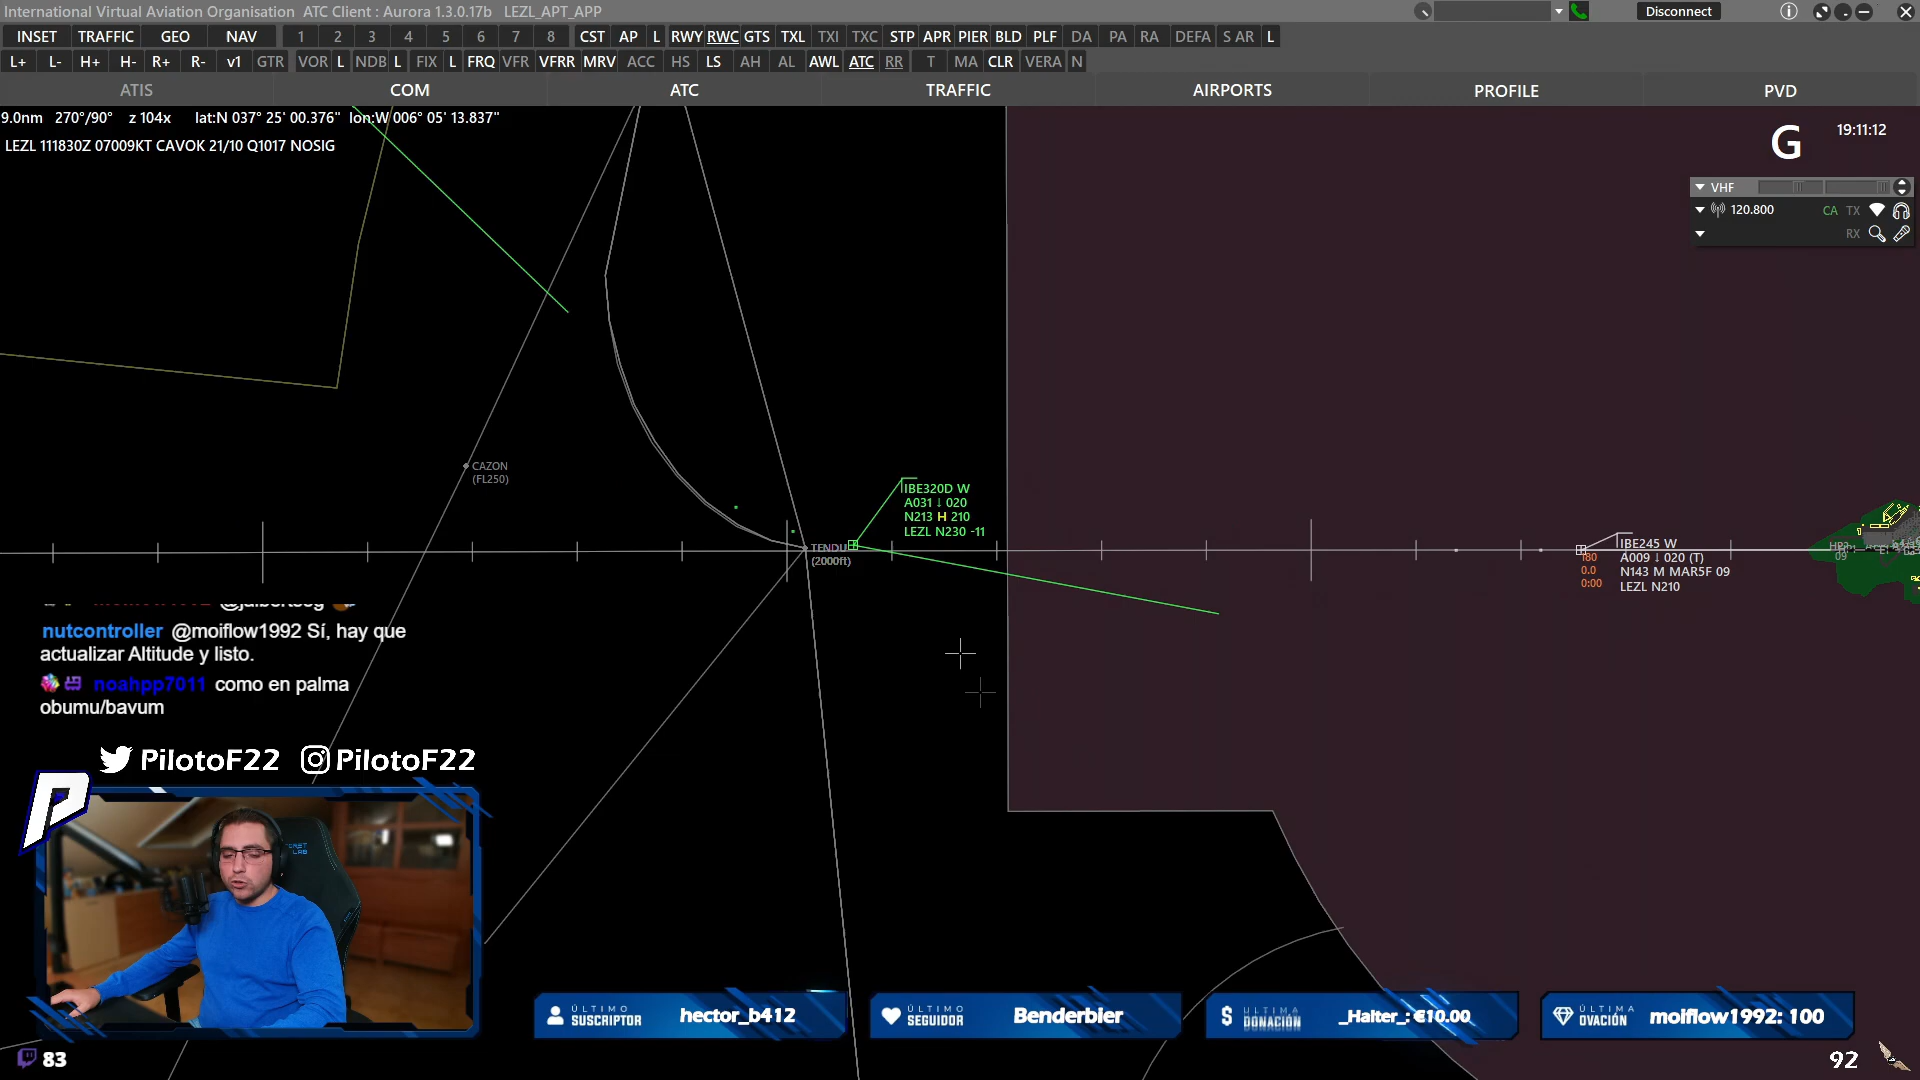 International Virtual Aviation Organisation ATC Client : Aurora 1.3.0.17b LEZL_APT_APP
Disconnect
INSET TRAFFIC GEO NAV 1 2 3 4 5 6 7 8 CST AP L RWY RWC GTS TXL TXI TXC STP APR PIER BLD PLF DA PA RA DEFA S AR L
L+ L- H+ H- R+ R- v1 GTR VOR L NDB L FIX L FRQ VFR VFRR MRV ACC HS LS AH AL AWL ATC RR T MA CLR VERA N
ATIS COM ATC TRAFFIC AIRPORTS PROFILE PVD
9.0nm 270°/90° z 104x lat:N 037° 25' 00.376" lon:W 006° 05' 13.837"
LEZL 111830Z 07009KT CAVOK 21/10 Q1017 NOSIG
G
19:11:12
VHF
120.800 CA TX
RX
CAZON
(FL250)
IBE320D W
A031 ↓ 020
N213 H 210
LEZL N230 -11
TENDU
(2000ft)
180
0.0
0:00
IBE245 W
A009 ↓ 020 (T)
N143 M MAR5F 09
LEZL N210
09
nutcontroller @moiflow1992 Sí, hay que
actualizar Altitude y listo.
noahpp7011 como en palma
obumu/bavum
PilotoF22 PilotoF22
P
ÚLTIMO
SUSCRIPTOR
hector_b412
ÚLTIMO
SEGUIDOR
Benderbier
ÚLTIMA
DONACIÓN
_Halter_: €10.00
ÚLTIMA
OVACIÓN
moiflow1992: 100
83
92